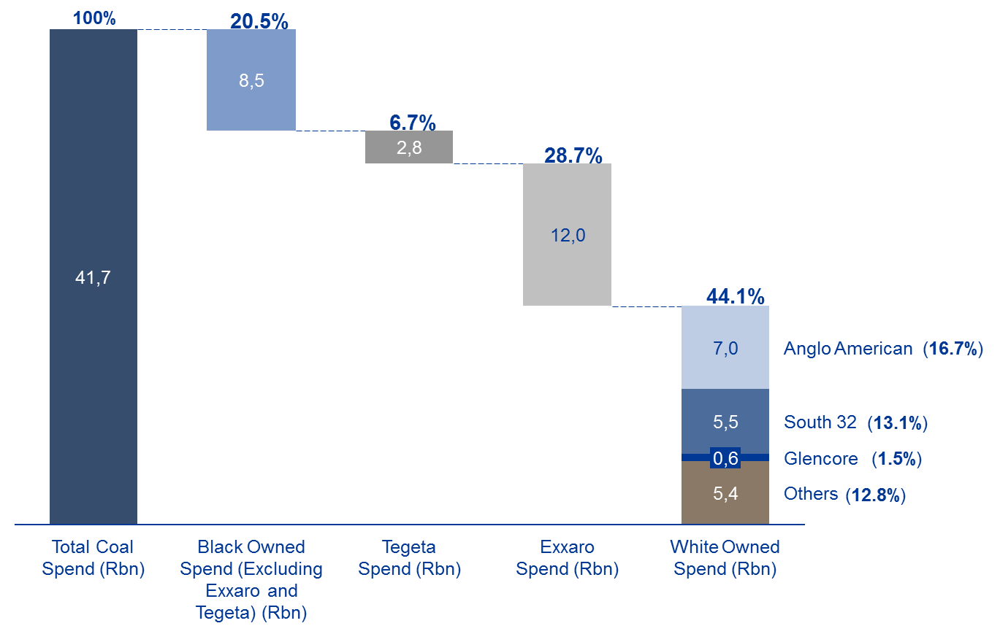 100%
20.5%
8,5
6.7%
2,8
28.7%
12,0
41,7
44.1%
7,0
Anglo American (16.7%)
5,5
South 32 (13.1%)
0,6
Glencore (1.5%)
5,4
Others (12.8%)
Total Coal
Spend (Rbn)
Black Owned
Spend (Excluding
Exxaro and
Tegeta) (Rbn)
Tegeta
Spend (Rbn)
Exxaro
Spend (Rbn)
White Owned
Spend (Rbn)